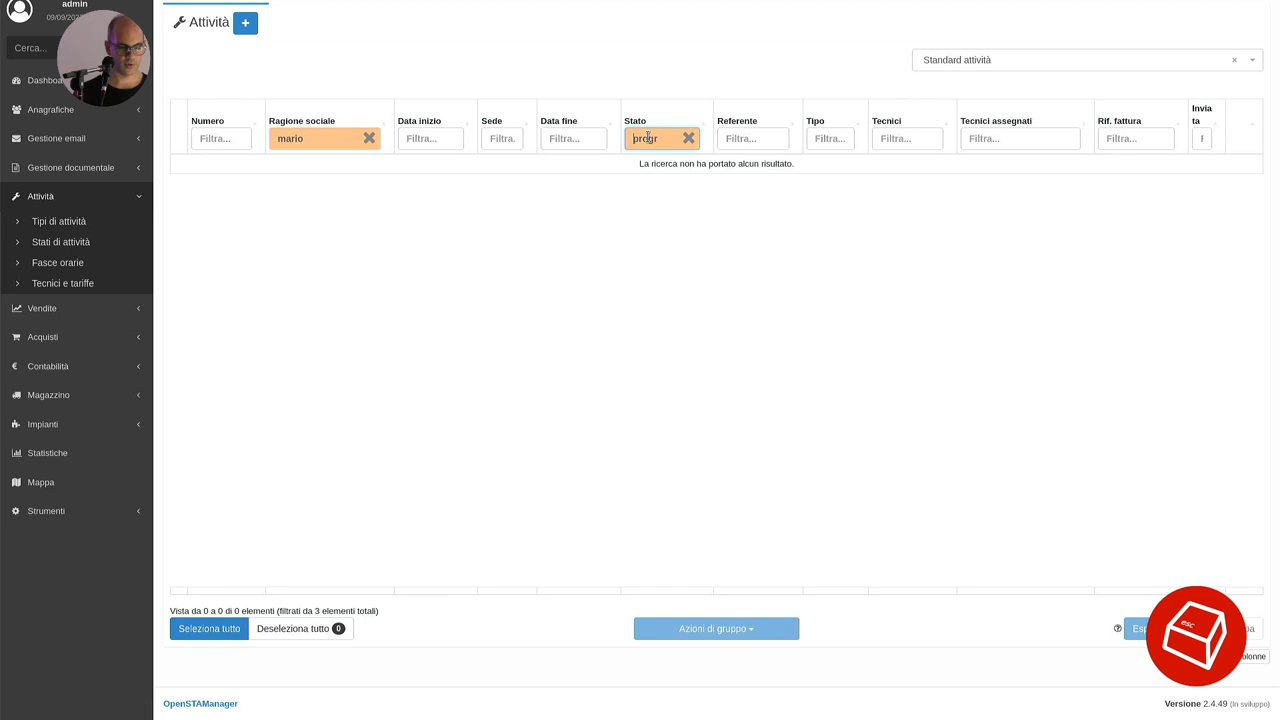 admin
Cerca...
Anagrafiche
Gestione email
Gestione documentale
Attività
Tipi di attività
Stati di attività
Fasce orarie
Tecnici e tariffe
Vendite
Acquisti
Contabilità
Magazzino
Impianti
Statistiche
Mappa
Strumenti
Attività
Standard attività
Numero
Ragione sociale
Data inizio
Sede
Data fine
Stato
Referente
Tipo
Tecnici
Tecnici assegnati
Rif. fattura
Invia
ta
Filtra...
mario
Filtra...
Filtra.
Filtra...
progr
Filtra...
Filtra...
Filtra...
Filtra...
Filtra...
La ricerca non ha portato alcun risultato.
Vista da 0 a 0 di 0 elementi (filtrati da 3 elementi totali)
Seleziona tutto
Deseleziona tutto 0
Azioni di gruppo
esc
OpenSTAManager
Versione 2.4.49 (In sviluppo)